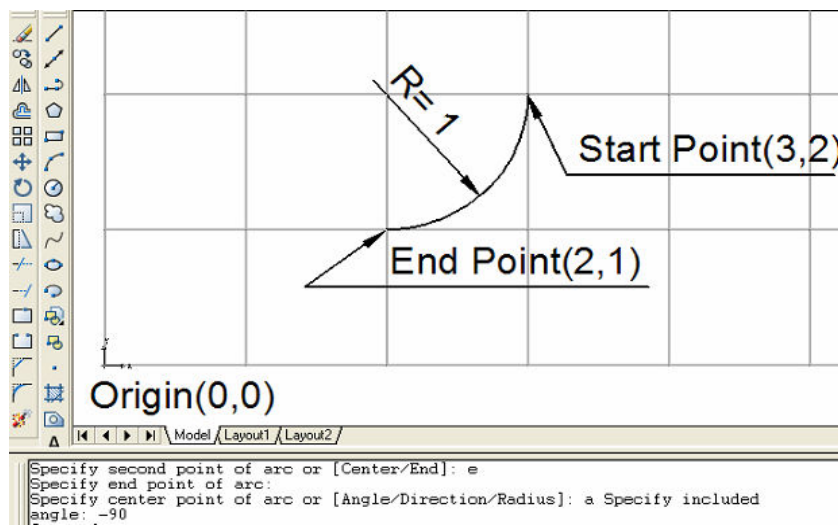 R= 1
Start Point(3,2)
End Point(2,1)
Origin(0,0)
Model Layout1 Layout2
Specify second point of arc or [Center/End]: e
Specify end point of arc:
Specify center point of arc or [Angle/Direction/Radius]: a Specify included
angle: -90